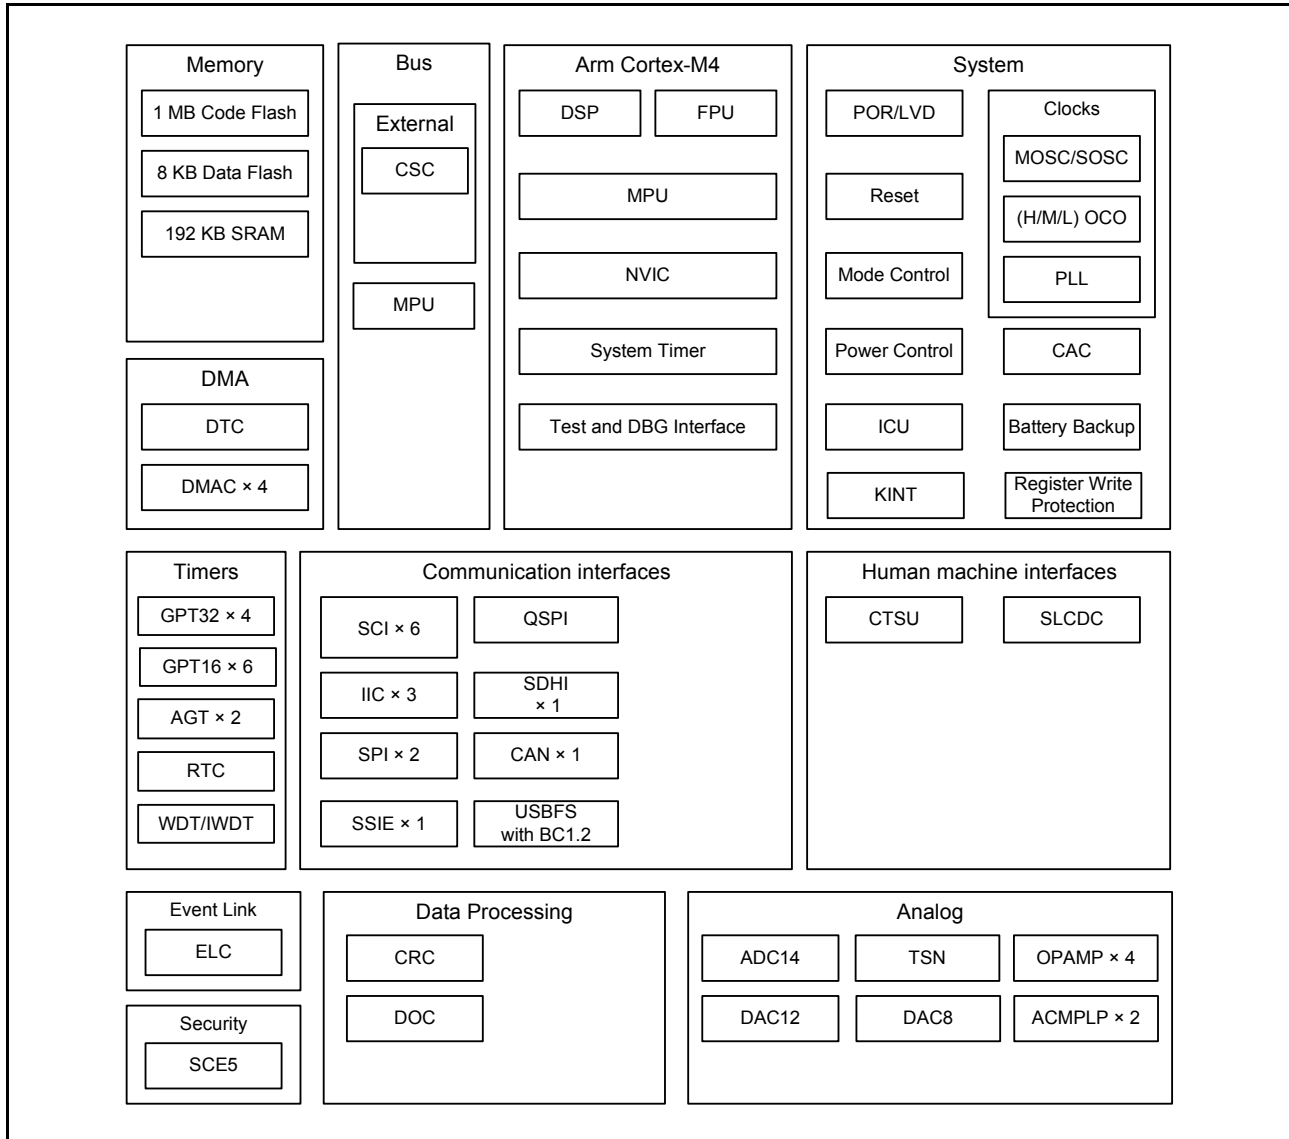 Memory
1 MB Code Flash
8 KB Data Flash
192 KB SRAM
DMA
DTC
DMAC × 4
Bus
External
CSC
MPU
Arm Cortex-M4
DSP
FPU
MPU
NVIC
System Timer
Test and DBG Interface
System
POR/LVD
Reset
Mode Control
Power Control
ICU
KINT
Clocks
MOSC/SOSC
(H/M/L) OCO
PLL
CAC
Battery Backup
Register Write
Protection
Timers
GPT32 × 4
GPT16 × 6
AGT × 2
RTC
WDT/IWDT
Communication interfaces
SCI × 6
IIC × 3
SPI × 2
SSIE × 1
QSPI
SDHI
× 1
CAN × 1
USBFS
with BC1.2
Human machine interfaces
CTSU
SLCDC
Event Link
ELC
Security
SCE5
Data Processing
CRC
DOC
Analog
ADC14
TSN
OPAMP × 4
DAC12
DAC8
ACMPLP × 2